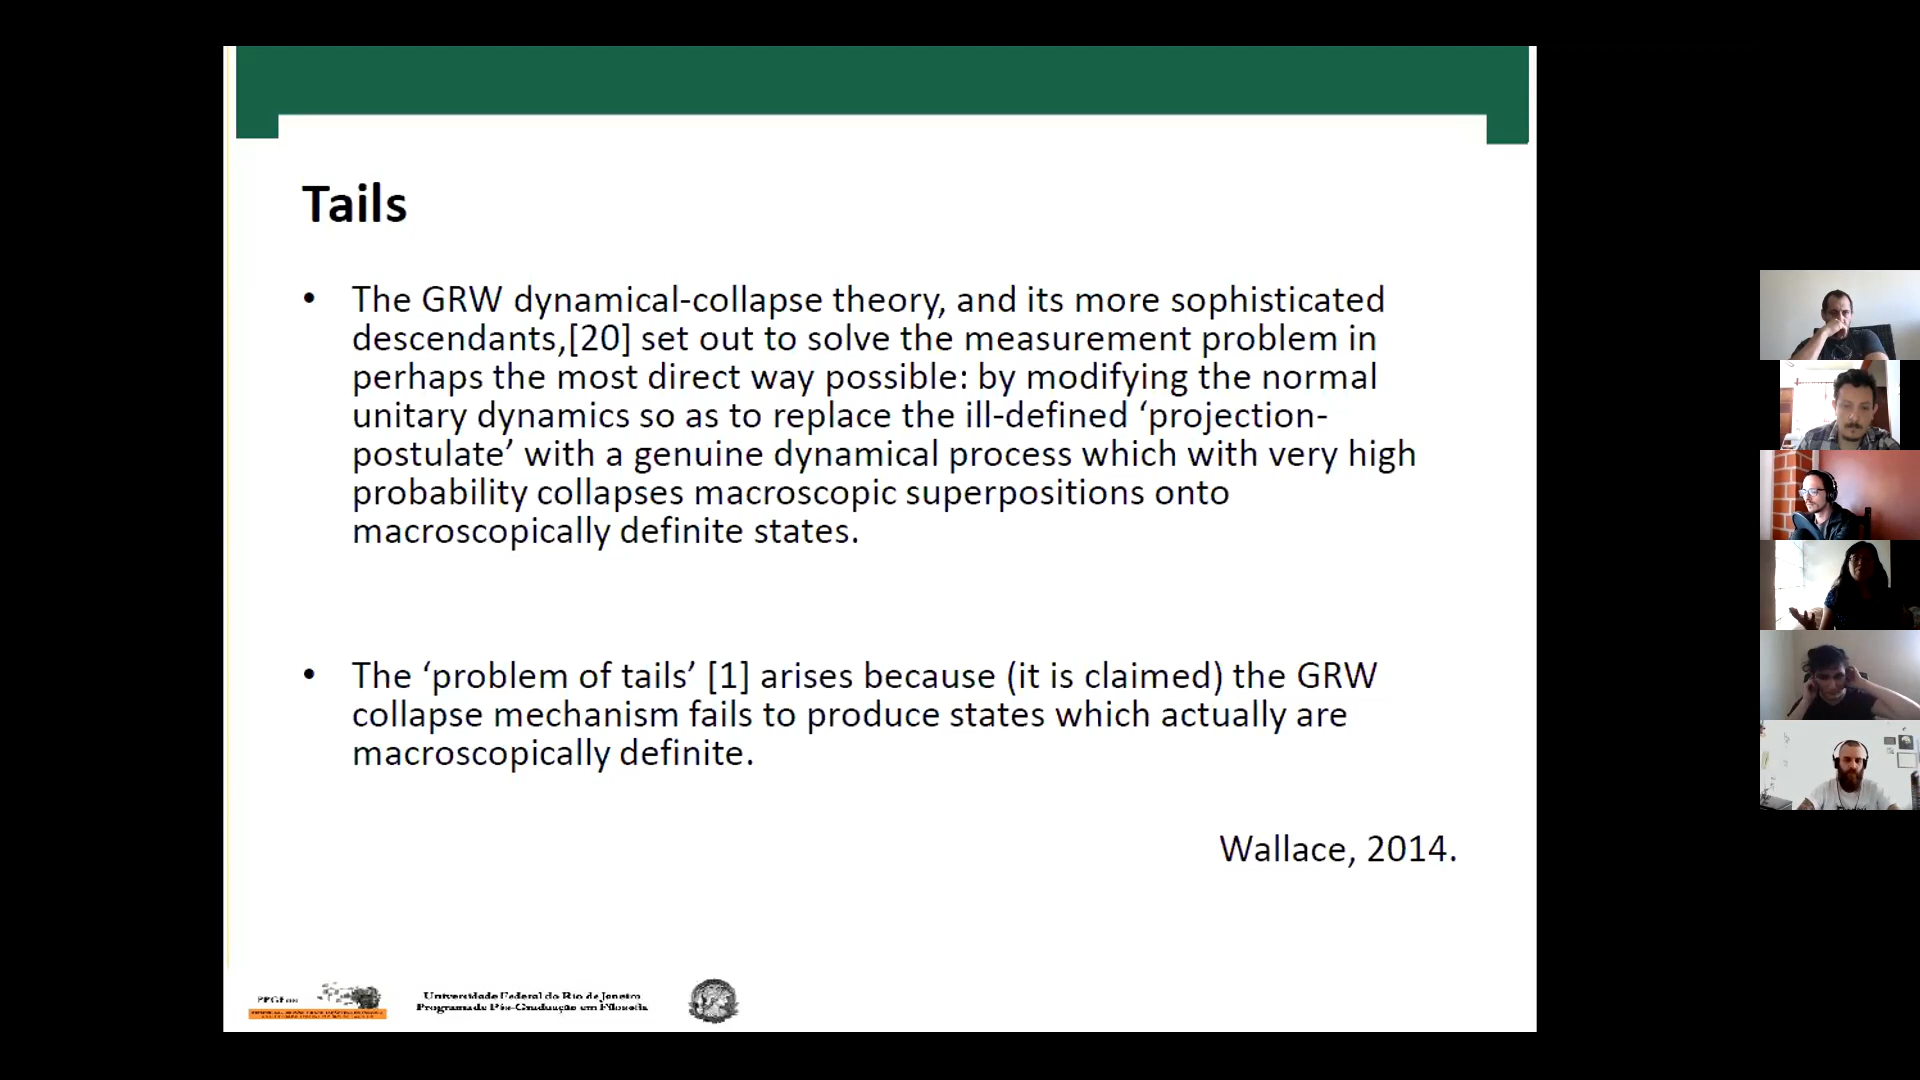 Tails
• The GRW dynamical-collapse theory, and its more sophisticated
descendants,[20] set out to solve the measurement problem in
perhaps the most direct way possible: by modifying the normal
unitary dynamics so as to replace the ill-defined ‘projection-
postulate’ with a genuine dynamical process which with very high
probability collapses macroscopic superpositions onto
macroscopically definite states.
• The ‘problem of tails’ [1] arises because (it is claimed) the GRW
collapse mechanism fails to produce states which actually are
macroscopically definite.
Wallace, 2014.
Universidade Federal do Rio de Janeiro
Programa de Pós-Graduação em Filosofia